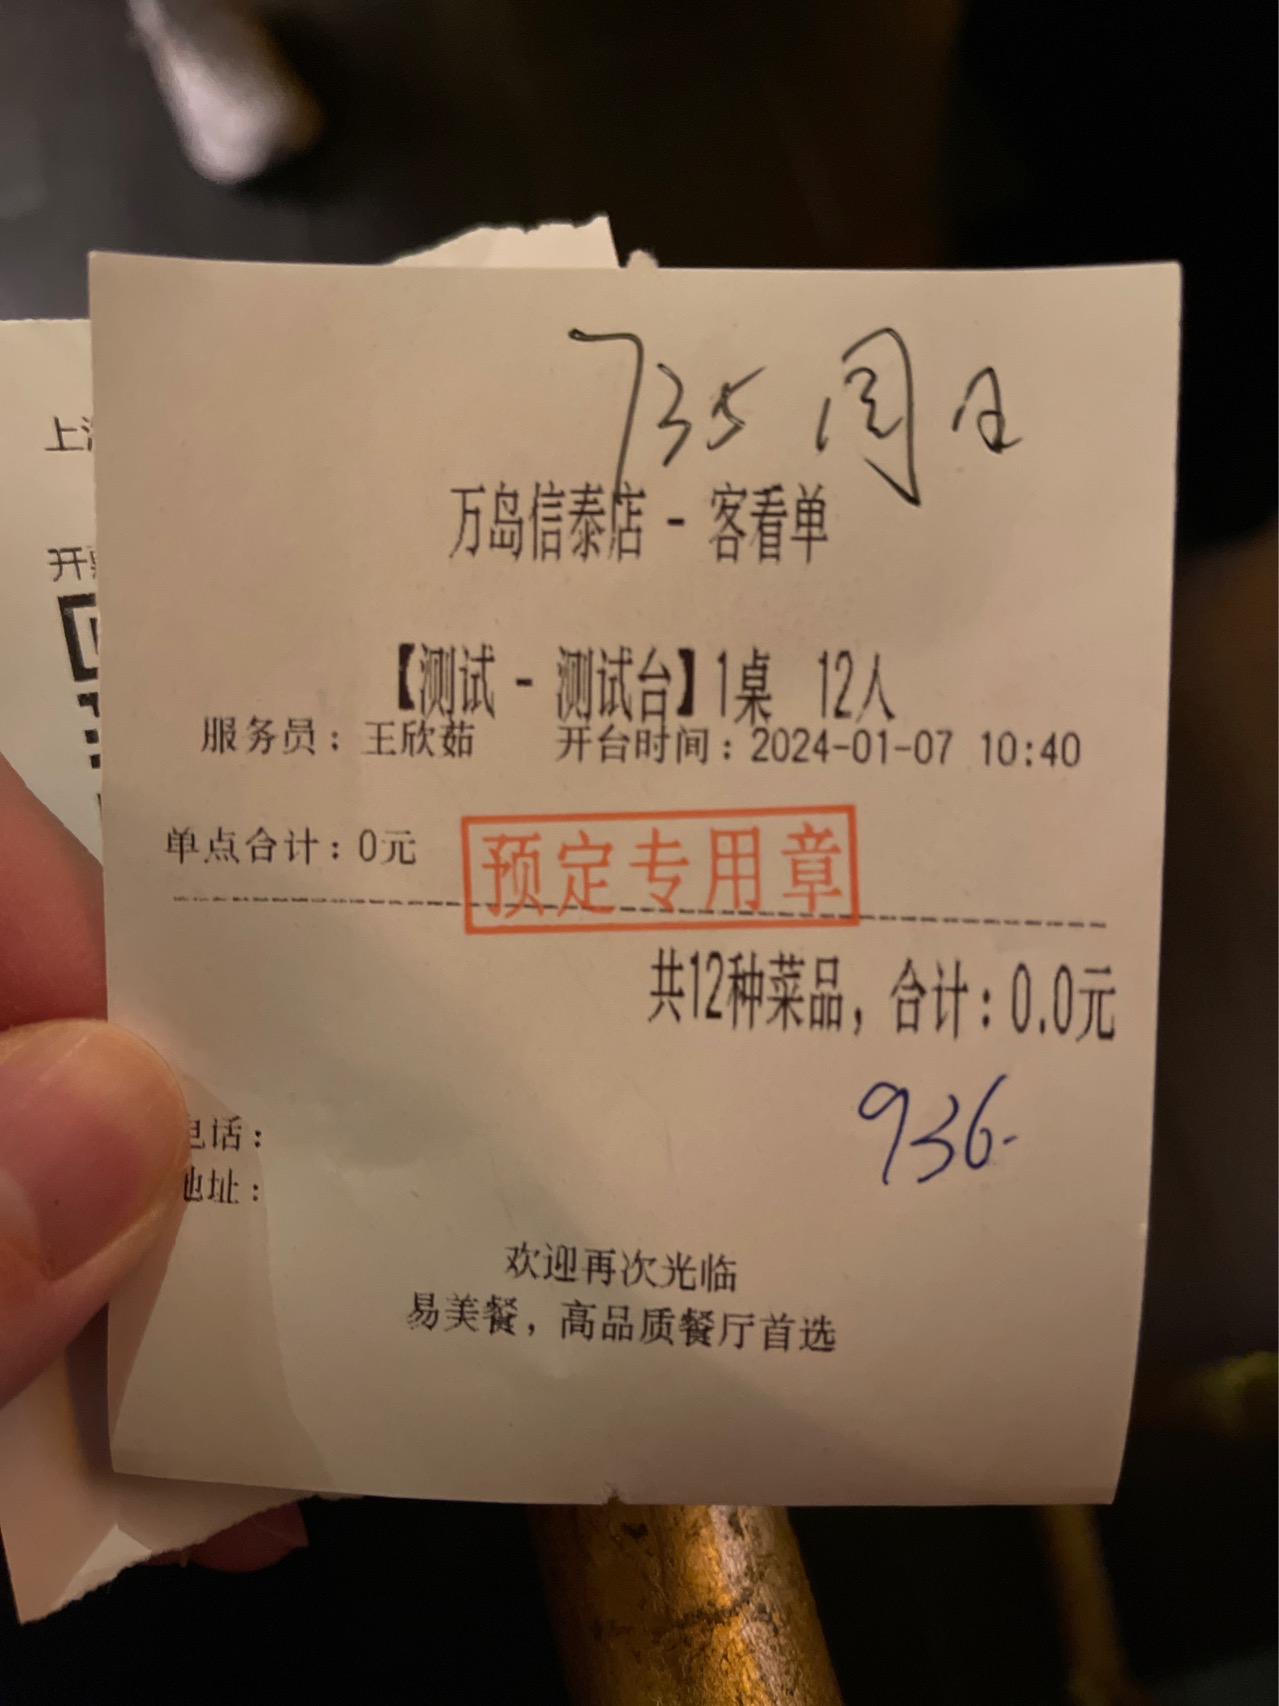 735 周日
万岛信泰店 - 客看单
【测试 - 测试台】1桌 12人
服务员：王欣茹 开台时间：2024-01-07 10:40
单点合计：0元
预定专用章
共12种菜品，合计：0.0元
936-
电话：
地址：
欢迎再次光临
易美餐，高品质餐厅首选
上
开